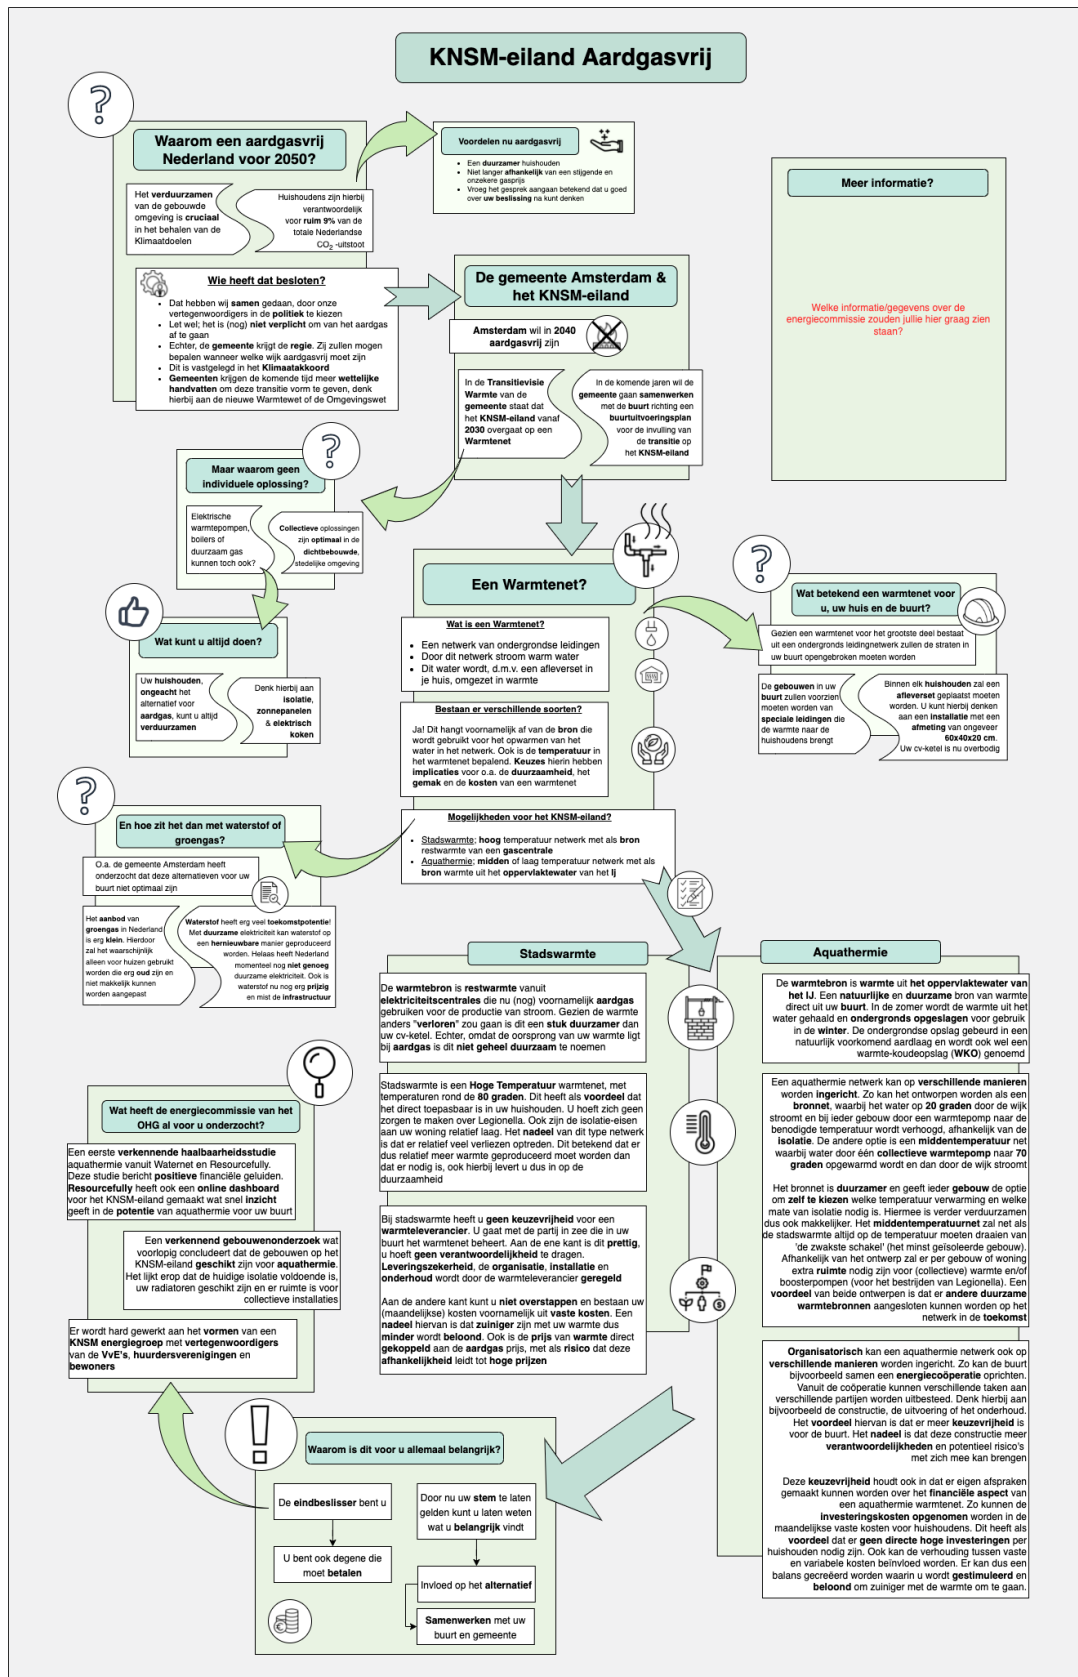 KNSM-eiland Aardgasvrij
Waarom een aardgasvrij
Nederland voor 2050?
Het verduurzamen
van de gebouwde
omgeving is cruciaal
in het behalen van de
Klimaatdoelen
Huishoudens zijn hierbij
verantwoordelijk
voor ruim 9% van de
totale Nederlandse
CO2 -uitstoot
Voordelen nu aardgasvrij
• Een duurzamer huishouden
• Niet langer afhankelijk van een stijgende en
onzekere gasprijs
• Vroeg het gesprek aangaan betekend dat u goed
over uw beslissing na kunt denken
Meer informatie?
Welke informatie/gegevens over de
energiecommissie zouden jullie hier graag zien
staan?
Wie heeft dat besloten?
• Dat hebben wij samen gedaan, door onze
vertegenwoordigers in de politiek te kiezen
• Let wel; het is (nog) niet verplicht om van het aardgas
af te gaan
• Echter, de gemeente krijgt de regie. Zij zullen mogen
bepalen wanneer welke wijk aardgasvrij moet zijn
• Dit is vastgelegd in het Klimaatakkoord
• Gemeenten krijgen de komende tijd meer wettelijke
handvatten om deze transitie vorm te geven, denk
hierbij aan de nieuwe Warmtewet of de Omgevingswet
De gemeente Amsterdam &
het KNSM-eiland
Amsterdam wil in 2040
aardgasvrij zijn
In de Transitievisie
Warmte van de
gemeente staat dat
het KNSM-eiland vanaf
2030 overgaat op een
Warmtenet
In de komende jaren wil de
gemeente gaan samenwerken
met de buurt richting een
buurtuitvoeringsplan
voor de invulling van
de transitie op
het KNSM-eiland
Maar waarom geen
individuele oplossing?
Elektrische
warmtepompen,
boilers of
duurzaam gas
kunnen toch ook?
Collectieve oplossingen
zijn optimaal in de
dichtbebouwde,
stedelijke omgeving
Wat kunt u altijd doen?
Uw huishouden,
ongeacht het
alternatief voor
aardgas, kunt u altijd
verduurzamen
Denk hierbij aan
isolatie,
zonnepanelen
& elektrisch
koken
Een Warmtenet?
Wat is een Warmtenet?
• Een netwerk van ondergrondse leidingen
• Door dit netwerk stroom warm water
• Dit water wordt, d.m.v. een afleverset in
je huis, omgezet in warmte
Bestaan er verschillende soorten?
Ja! Dit hangt voornamelijk af van de bron die
wordt gebruikt voor het opwarmen van het
water in het netwerk. Ook is de temperatuur in
het warmtenet bepalend. Keuzes hierin hebben
implicaties voor o.a. de duurzaamheid, het
gemak en de kosten van een warmtenet
Mogelijkheden voor het KNSM-eiland?
• Stadswarmte; hoog temperatuur netwerk met als bron
restwarmte van een gascentrale
• Aquathermie; midden of laag temperatuur netwerk met als
bron warmte uit het oppervlaktewater van het Ij
Wat betekend een warmtenet voor
u, uw huis en de buurt?
Gezien een warmtenet voor het grootste deel bestaat
uit een ondergronds leidingnetwerk zullen de straten in
uw buurt opengebroken moeten worden
De gebouwen in uw
buurt zullen voorzien
moeten worden van
speciale leidingen die
de warmte naar de
huishoudens brengt
Binnen elk huishouden zal een
afleverset geplaatst moeten
worden. U kunt hierbij denken
aan een installatie met een
afmeting van ongeveer
60x40x20 cm.
Uw cv-ketel is nu overbodig
En hoe zit het dan met waterstof of
groengas?
O.a. de gemeente Amsterdam heeft
onderzocht dat deze alternatieven voor uw
buurt niet optimaal zijn
Het aanbod van
groengas in Nederland
is erg klein. Hierdoor
zal het waarschijnlijk
alleen voor huizen gebruikt
worden die erg oud zijn en
niet makkelijk kunnen
worden aangepast
Waterstof heeft erg veel toekomstpotentie!
Met duurzame elektriciteit kan waterstof op
een hernieuwbare manier geproduceerd
worden. Helaas heeft Nederland
momenteel nog niet genoeg
duurzame elektriciteit. Ook is
waterstof nu nog erg prijzig
en mist de infrastructuur
Stadswarmte
De warmtebron is restwarmte vanuit
elektriciteitscentrales die nu (nog) voornamelijk aardgas
gebruiken voor de productie van stroom. Gezien de warmte
anders "verloren" zou gaan is dit een stuk duurzamer dan
uw cv-ketel. Echter, omdat de oorsprong van uw warmte ligt
bij aardgas is dit niet geheel duurzaam te noemen
Stadswarmte is een Hoge Temperatuur warmtenet, met
temperaturen rond de 80 graden. Dit heeft als voordeel dat
het direct toepasbaar is in uw huishouden. U hoeft zich geen
zorgen te maken over Legionella. Ook zijn de isolatie-eisen
aan uw woning relatief laag. Het nadeel van dit type netwerk
is dat er relatief veel verliezen optreden. Dit betekend dat er
dus relatief meer warmte geproduceerd moet worden dan
dat er nodig is, ook hierbij levert u dus in op de
duurzaamheid
Bij stadswarmte heeft u geen keuzevrijheid voor een
warmteleverancier. U gaat met de partij in zee die in uw
buurt het warmtenet beheert. Aan de ene kant is dit prettig,
u hoeft geen verantwoordelijkheid te dragen.
Leveringszekerheid, de organisatie, installatie en
onderhoud wordt door de warmteleverancier geregeld
Aan de andere kant kunt u niet overstappen en bestaan uw
(maandelijkse) kosten voornamelijk uit vaste kosten. Een
nadeel hiervan is dat zuiniger zijn met uw warmte dus
minder wordt beloond. Ook is de prijs van warmte direct
gekoppeld aan de aardgas prijs, met als risico dat deze
afhankelijkheid leidt tot hoge prijzen
Aquathermie
De warmtebron is warmte uit het oppervlaktewater van
het IJ. Een natuurlijke en duurzame bron van warmte
direct uit uw buurt. In de zomer wordt de warmte uit het
water gehaald en ondergronds opgeslagen voor gebruik
in de winter. De ondergrondse opslag gebeurd in een
natuurlijk voorkomend aardlaag en wordt ook wel een
warmte-koudeopslag (WKO) genoemd
Een aquathermie netwerk kan op verschillende manieren
worden ingericht. Zo kan het ontworpen worden als een
bronnet, waarbij het water op 20 graden door de wijk
stroomt en bij ieder gebouw door een warmtepomp naar de
benodigde temperatuur wordt verhoogd, afhankelijk van de
isolatie. De andere optie is een middentemperatuur net
waarbij water door één collectieve warmtepomp naar 70
graden opgewarmd wordt en dan door de wijk stroomt
Het bronnet is duurzamer en geeft ieder gebouw de optie
om zelf te kiezen welke temperatuur verwarming en welke
mate van isolatie nodig is. Hiermee is verder verduurzamen
dus ook makkelijker. Het middentemperatuurnet zal net als
de stadswarmte altijd op de temperatuur moeten draaien van
'de zwakste schakel' (het minst geïsoleerde gebouw).
Afhankelijk van het ontwerp zal er per gebouw of woning
extra ruimte nodig zijn voor (collectieve) warmte en/of
boosterpompen (voor het bestrijden van Legionella). Een
voordeel van beide ontwerpen is dat er andere duurzame
warmtebronnen aangesloten kunnen worden op het
netwerk in de toekomst
Organisatorisch kan een aquathermie netwerk ook op
verschillende manieren worden ingericht. Zo kan de buurt
bijvoorbeeld samen een energiecoöperatie oprichten.
Vanuit de coöperatie kunnen verschillende taken aan
verschillende partijen worden uitbesteed. Denk hierbij aan
bijvoorbeeld de constructie, de uitvoering of het onderhoud.
Het voordeel hiervan is dat er meer keuzevrijheid is
voor de buurt. Het nadeel is dat deze constructie meer
verantwoordelijkheden en potentieel risico's
met zich mee kan brengen
Deze keuzevrijheid houdt ook in dat er eigen afspraken
gemaakt kunnen worden over het financiële aspect van
een aquathermie warmtenet. Zo kunnen de
investeringskosten opgenomen worden in de
maandelijkse vaste kosten voor huishoudens. Dit heeft als
voordeel dat er geen directe hoge investeringen per
huishouden nodig zijn. Ook kan de verhouding tussen vaste
en variabele kosten beïnvloed worden. Er kan dus een
balans gecreëerd worden waarin u wordt gestimuleerd en
beloond om zuiniger met de warmte om te gaan.
Wat heeft de energiecommissie van het
OHG al voor u onderzocht?
Een eerste verkennende haalbaarheidsstudie
aquathermie vanuit Waternet en Resourcefully.
Deze studie bericht positieve financiële geluiden.
Resourcefully heeft ook een online dashboard
voor het KNSM-eiland gemaakt wat snel inzicht
geeft in de potentie van aquathermie voor uw buurt
Een verkennend gebouwenonderzoek wat
voorlopig concludeert dat de gebouwen op het
KNSM-eiland geschikt zijn voor aquathermie.
Het lijkt erop dat de huidige isolatie voldoende is,
uw radiatoren geschikt zijn en er ruimte is voor
collectieve installaties
Er wordt hard gewerkt aan het vormen van een
KNSM energiegroep met vertegenwoordigers
van de VvE's, huurdersverenigingen en
bewoners
Waarom is dit voor u allemaal belangrijk?
De eindbeslisser bent u
U bent ook degene die
moet betalen
Door nu uw stem te laten
gelden kunt u laten weten
wat u belangrijk vindt
Invloed op het alternatief
Samenwerken met uw
buurt en gemeente